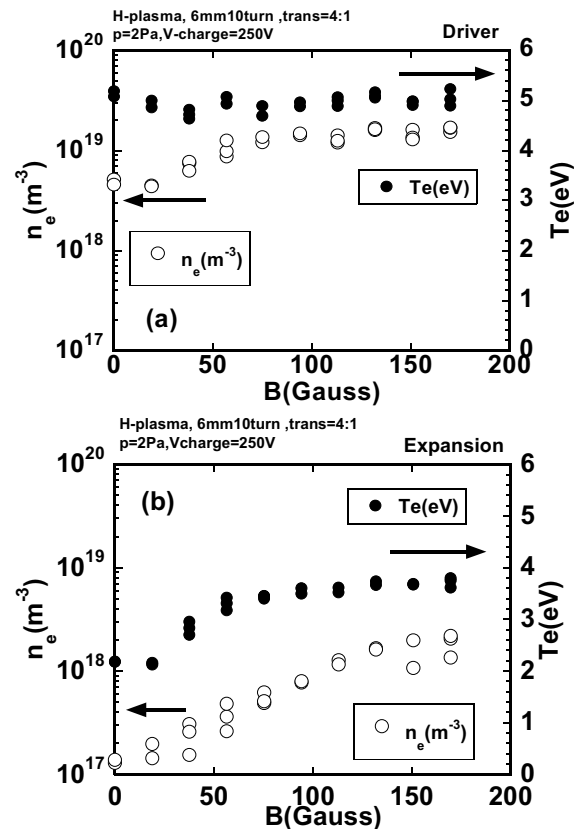 H-plasma, 6mm10turn ,trans=4:1
p=2Pa,V-charge=250V
Driver
10^20
10^19
10^18
10^17
n_e(m^-3)
6
5
4
3
2
1
0
Te(eV)
Te(eV)
n_e(m^-3)
(a)
0 50 100 150 200
B(Gauss)
H-plasma, 6mm10turn ,trans=4:1
p=2Pa,Vcharge=250V
Expansion
10^20
10^19
10^18
10^17
n_e(m^-3)
6
5
4
3
2
1
0
Te(eV)
(b)
Te(eV)
n_e(m^-3)
0 50 100 150 200
B(Gauss)